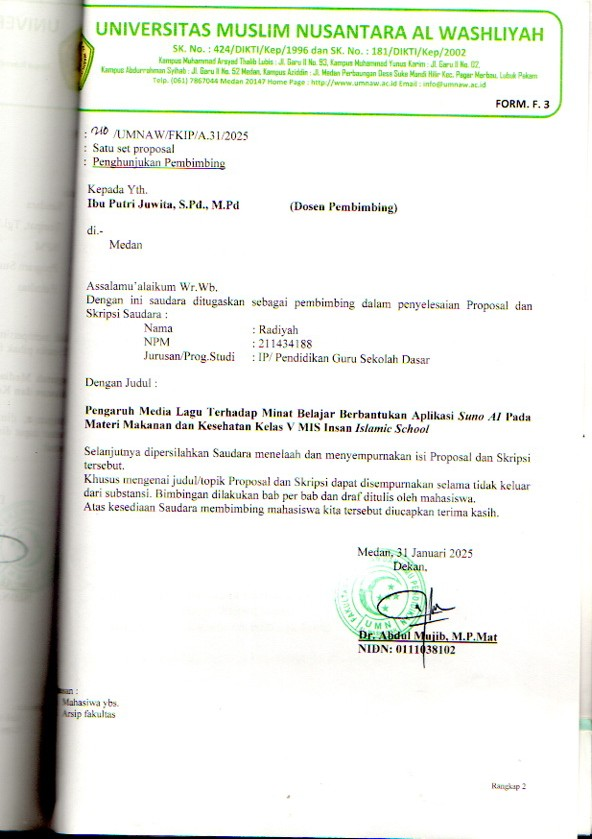 UNIVERSITAS MUSLIM NUSANTARA AL WASHLIYAH
SK. No. : 424/DIKTI/Kep/1996 dan SK. No. : 181/DIKTI/Kep/2002
Kampus Muhammad Arsyad Thalib Lubis : Jl. Garu II No. 93, Kampus Muhammad Yunus Karim : Jl. Garu II No. 02,
Kampus Abdurrahman Syihab : Jl. Garu II No. 52 Medan, Kampus Aziddin : Jl. Medan Perbaungan Desa Suka Mandi Hilir Kec. Pagar Merbau, Lubuk Pakam
Telp. (061) 7867044 Medan 20147 Home Page : http://www.umnaw.ac.id Email : info@umnaw.ac.id
FORM. F. 3
: 210 /UMNAW/FKIP/A.31/2025
: Satu set proposal
: Penghunjukan Pembimbing
Kepada Yth.
Ibu Putri Juwita, S.Pd., M.Pd (Dosen Pembimbing)
di.-
Medan
Assalamu'alaikum Wr.Wb.
Dengan ini saudara ditugaskan sebagai pembimbing dalam penyelesaian Proposal dan
Skripsi Saudara :
Nama : Radiyah
NPM : 211434188
Jurusan/Prog.Studi : IP/ Pendidikan Guru Sekolah Dasar
Dengan Judul :
Pengaruh Media Lagu Terhadap Minat Belajar Berbantukan Aplikasi Suno AI Pada
Materi Makanan dan Kesehatan Kelas V MIS Insan Islamic School
Selanjutnya dipersilahkan Saudara menelaah dan menyempurnakan isi Proposal dan Skripsi
tersebut.
Khusus mengenai judul/topik Proposal dan Skripsi dapat disempurnakan selama tidak keluar
dari substansi. Bimbingan dilakukan bab per bab dan draf ditulis oleh mahasiswa.
Atas kesediaan Saudara membimbing mahasiswa kita tersebut diucapkan terima kasih.
Medan, 31 Januari 2025
Dekan,
UMN
Dr. Abdul Mujib, M.P.Mat
NIDN: 0111038102
Mahasiwa ybs.
Arsip fakultas
Rangkap 2